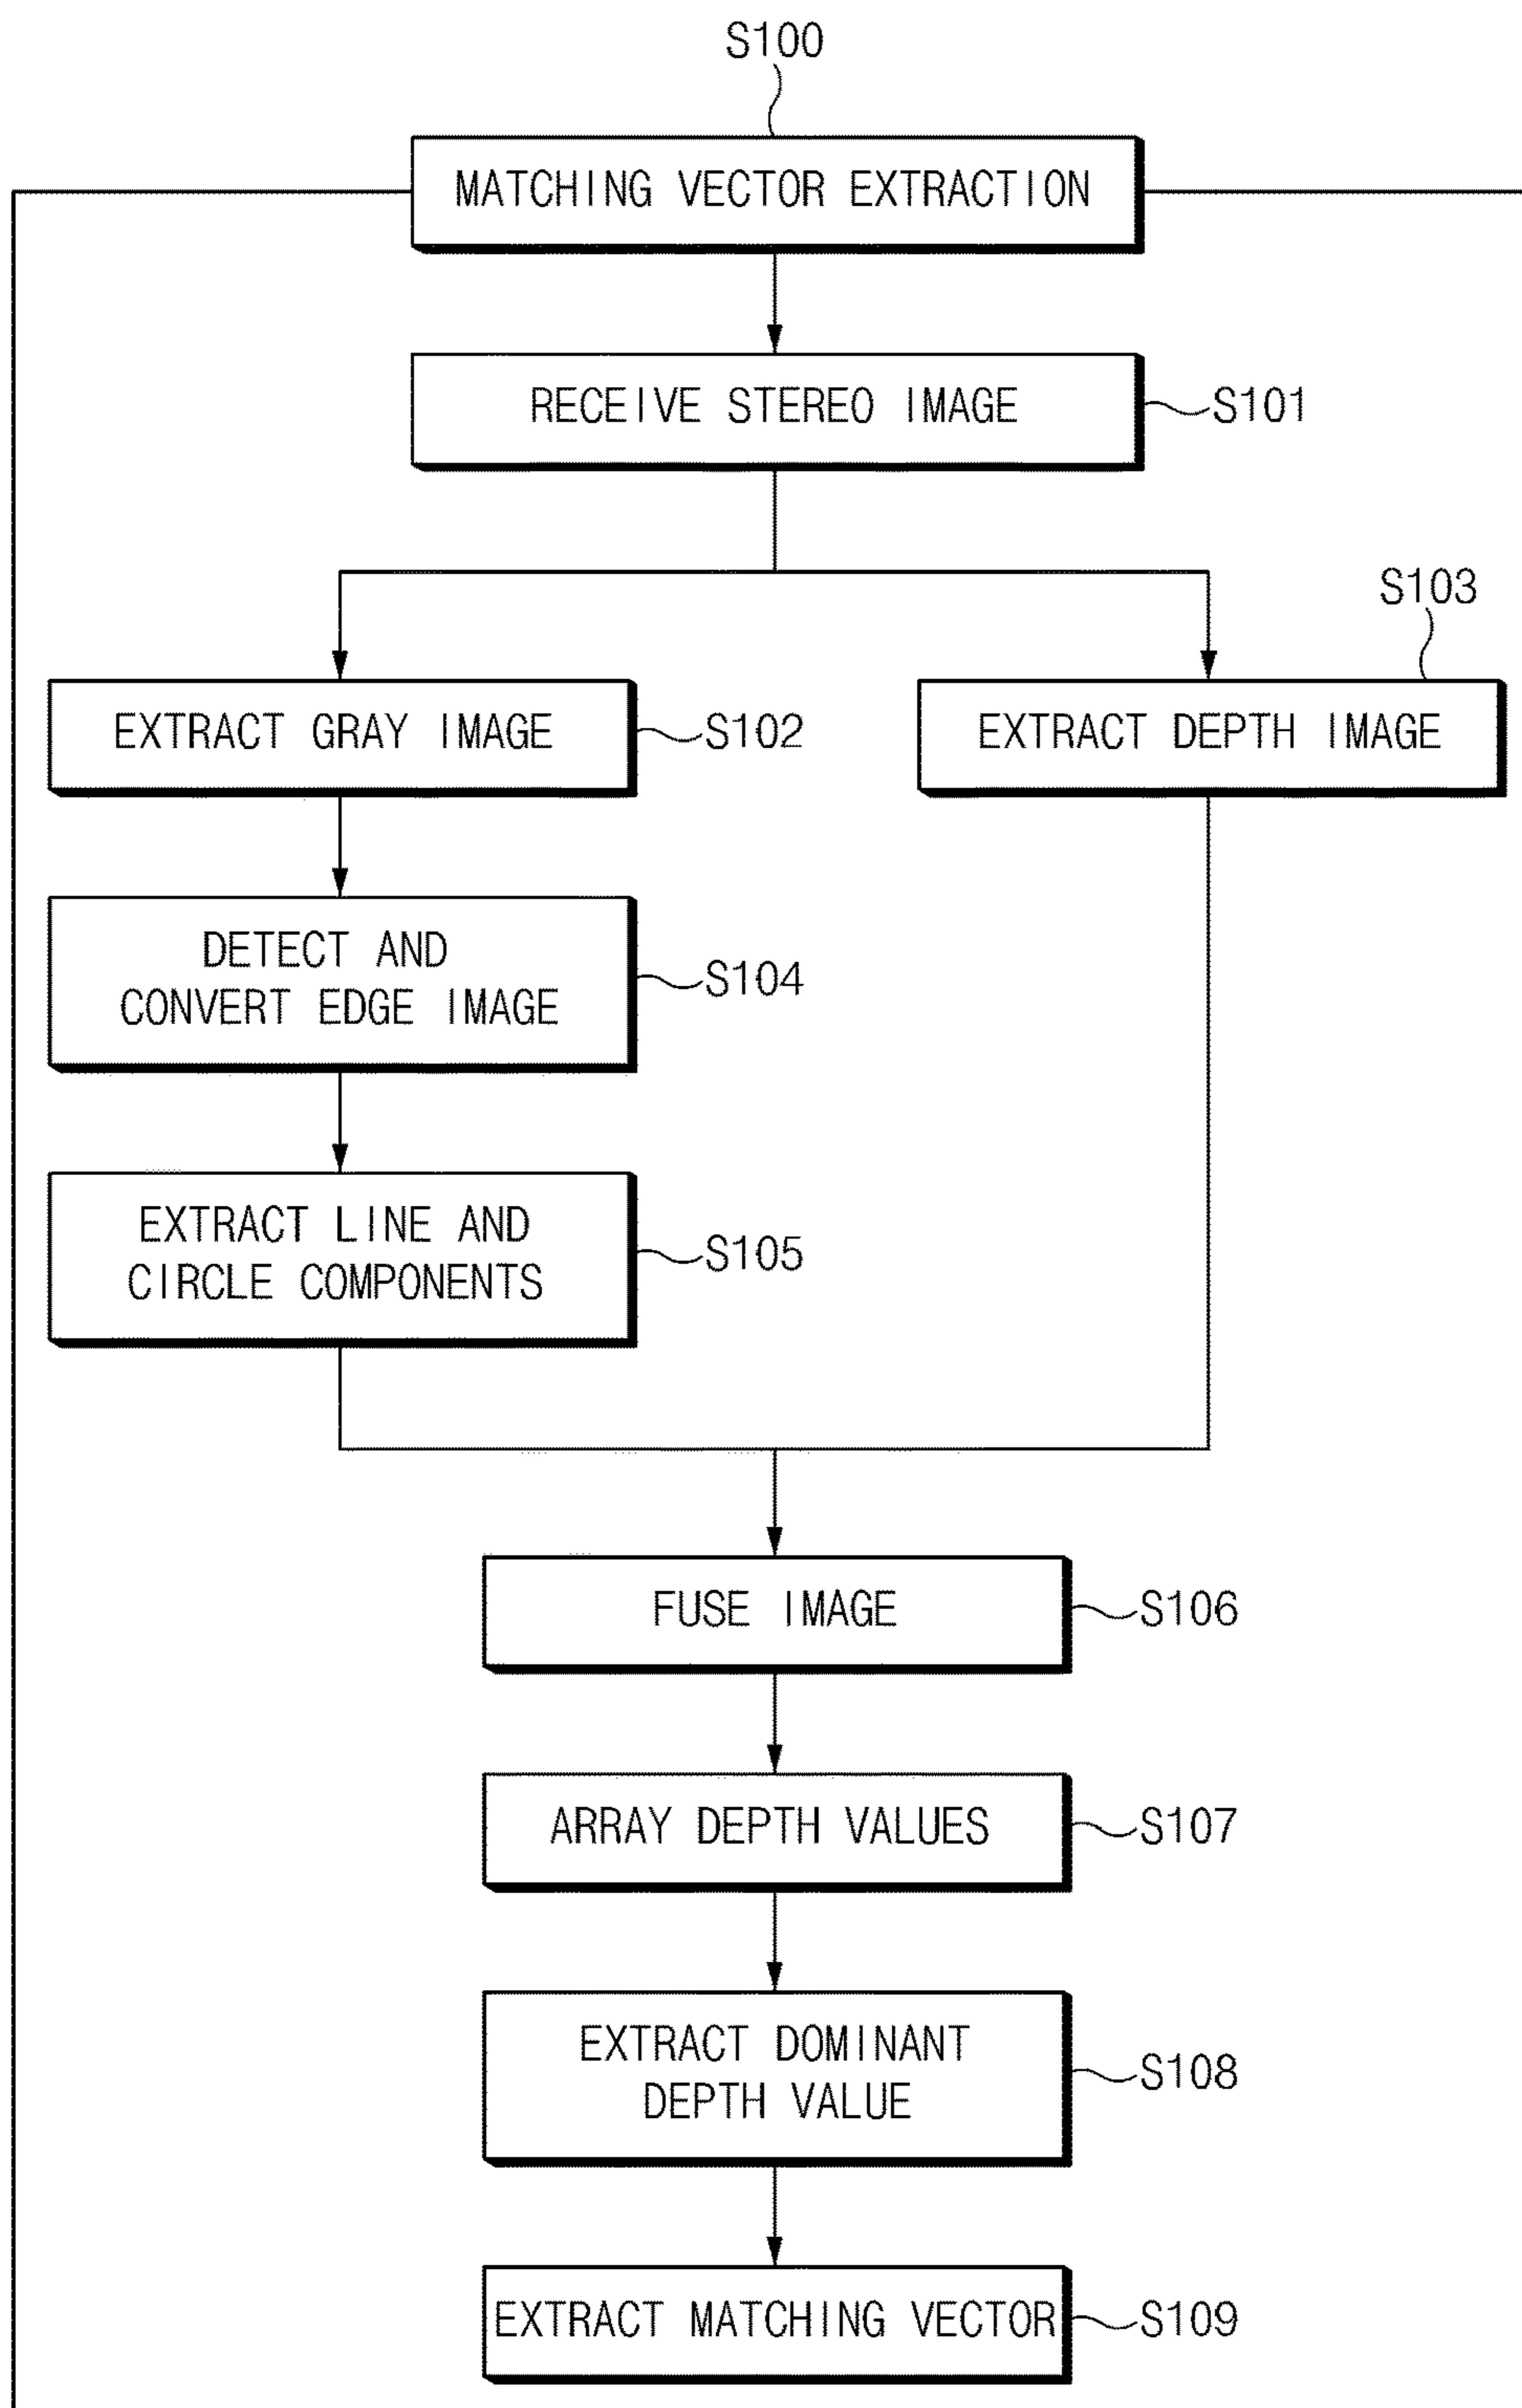 S100
MATCHING VECTOR EXTRACTION
RECEIVE STEREO IMAGE
S101
S103
EXTRACT GRAY IMAGE
S102
EXTRACT DEPTH IMAGE
DETECT AND
CONVERT EDGE IMAGE
S104
EXTRACT LINE AND
CIRCLE COMPONENTS
S105
FUSE IMAGE
S106
ARRAY DEPTH VALUES
S107
EXTRACT DOMINANT
DEPTH VALUE
S108
EXTRACT MATCHING VECTOR
S109